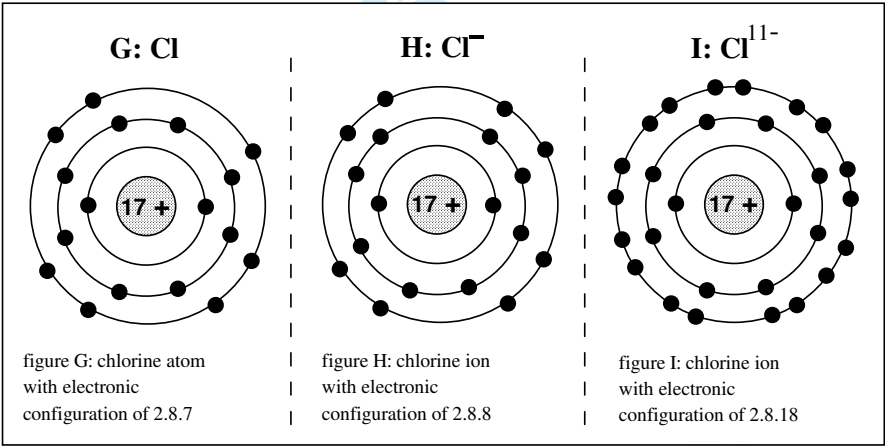 G: Cl
17 +
figure G: chlorine atom
with electronic
configuration of 2.8.7
H: Cl⁻
17 +
figure H: chlorine ion
with electronic
configuration of 2.8.8
I: Cl¹¹⁻
17 +
figure I: chlorine ion
with electronic
configuration of 2.8.18